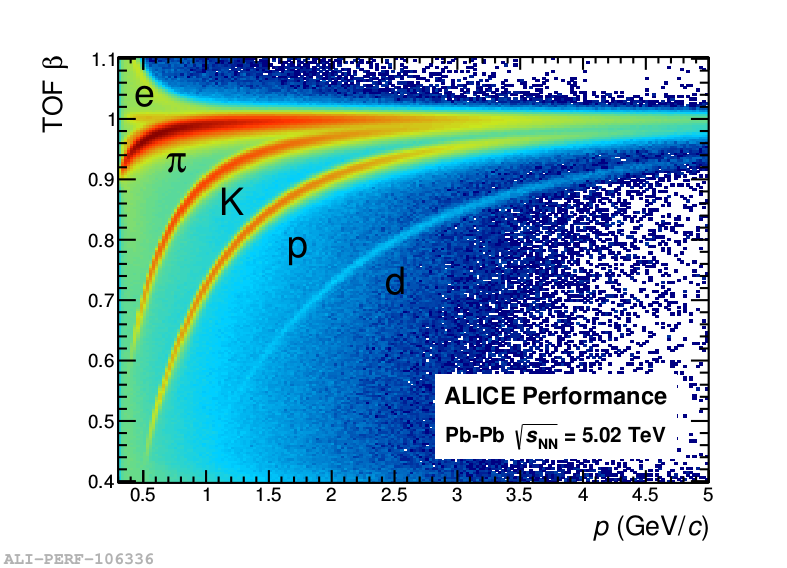 TOF β
1.1
1
0.9
0.8
0.7
0.6
0.5
0.4
e
π
K
p
d
ALICE Performance
Pb-Pb √sNN = 5.02 TeV
0.5 1 1.5 2 2.5 3 3.5 4 4.5 5
p (GeV/c)
ALI-PERF-106336